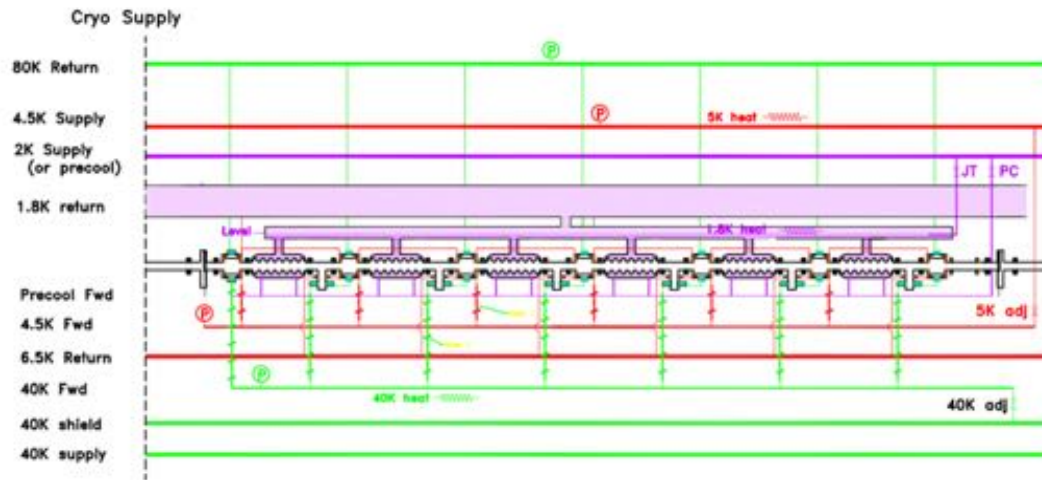 Cryo Supply
80K Return
P
4.5K Supply
P
5K heat
2K Supply
(or precool)
JT
PC
1.8K return
Level
1.8K heat
Precool Fwd
4.5K Fwd
P
5K adj
6.5K Return
40K Fwd
P
40K heat
40K adj
40K shield
40K supply